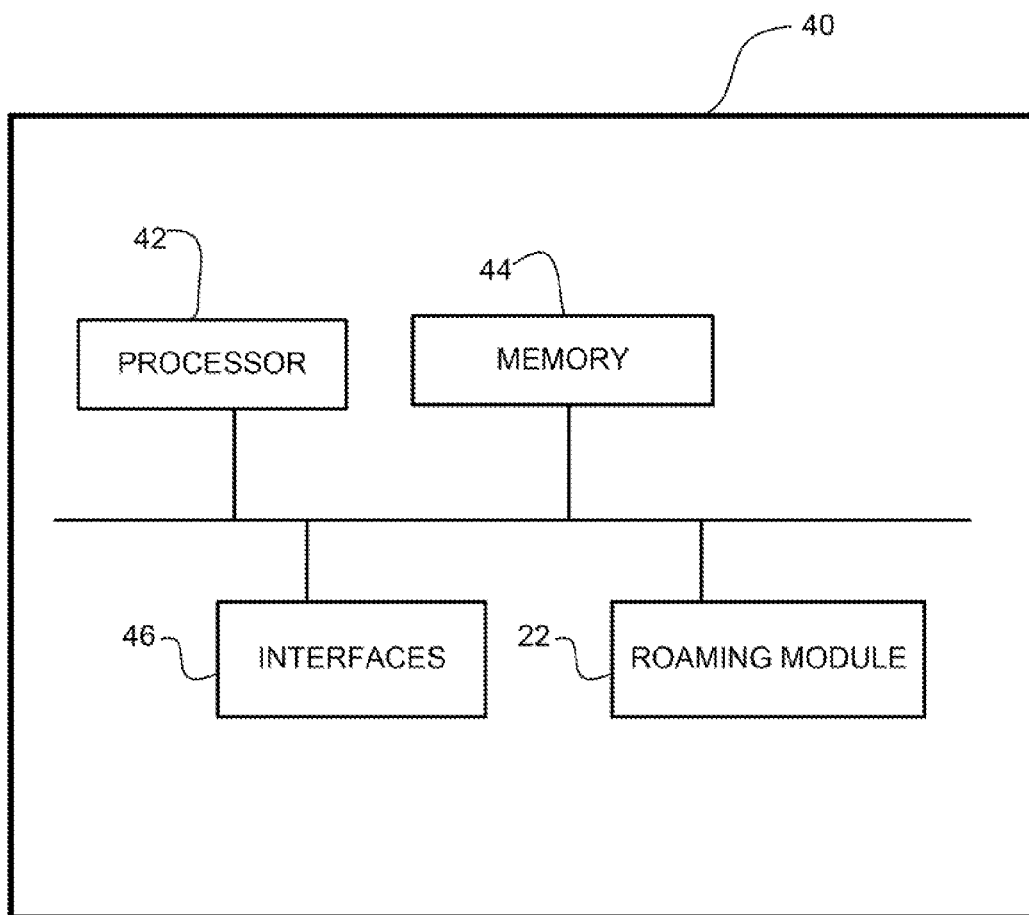 40
42
44
PROCESSOR
MEMORY
46
INTERFACES
22
ROAMING MODULE